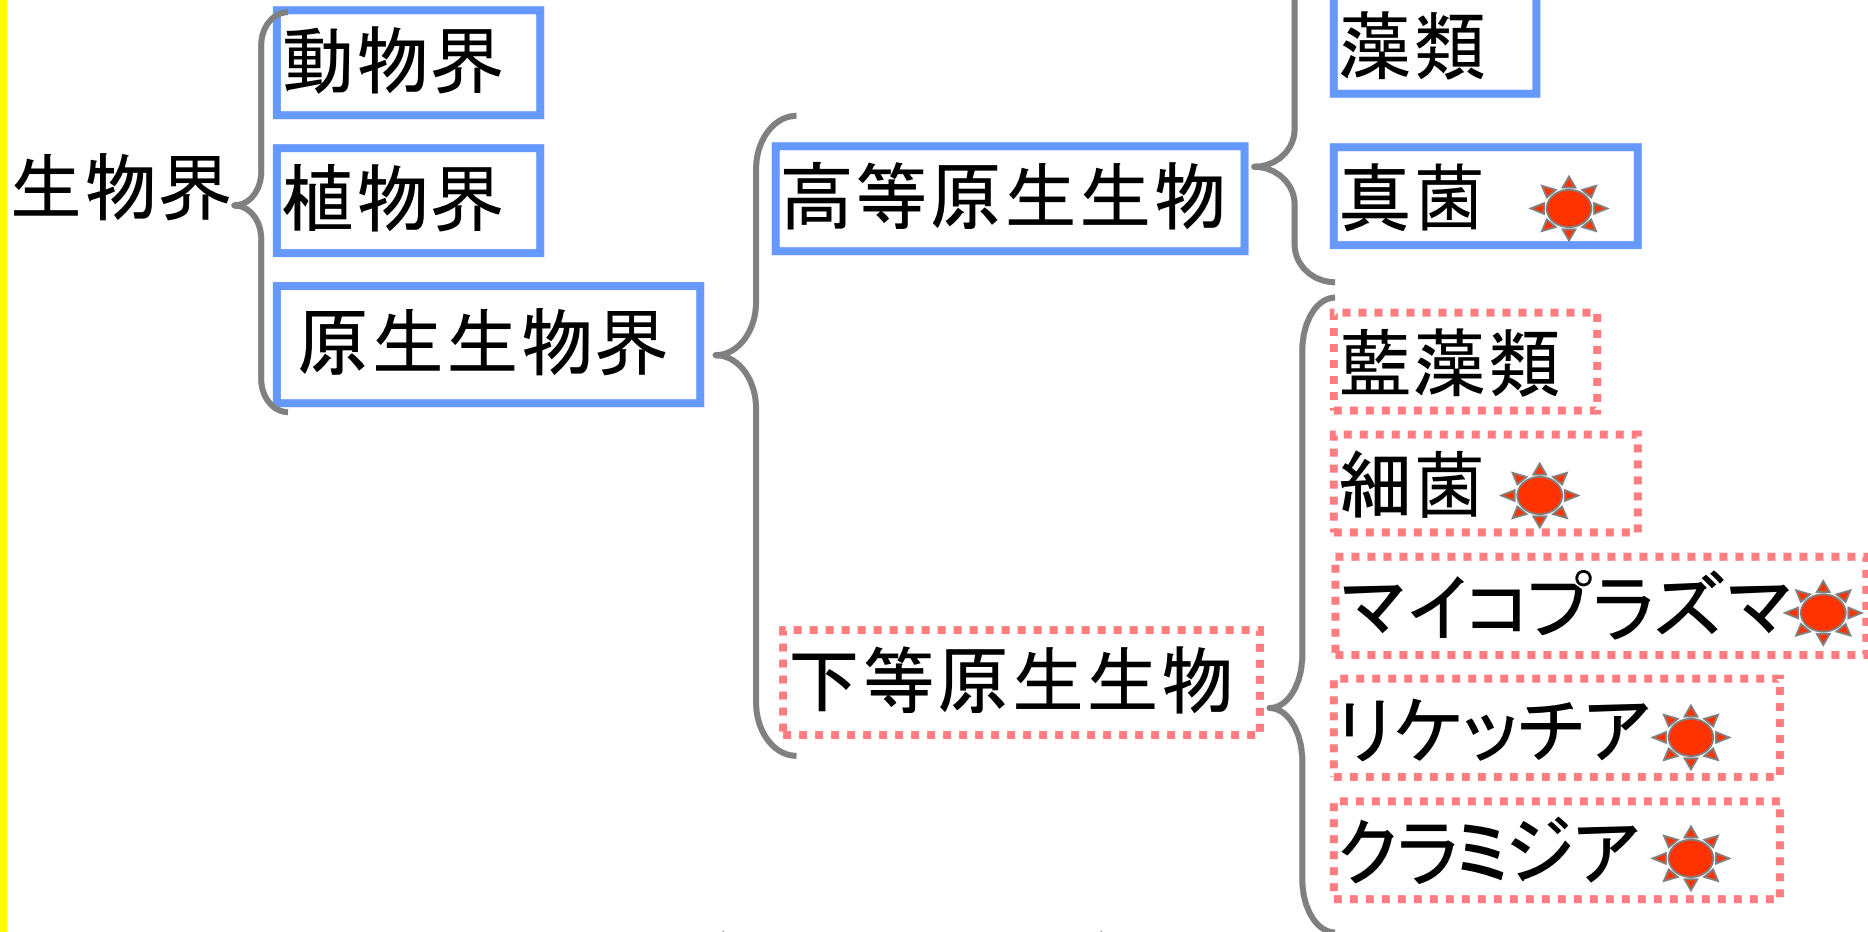 生物界
動物界
植物界
原生生物界
高等原生生物
下等原生生物
藻類
真菌
藍藻類
細菌
マイコプラズマ
リケッチア
クラミジア